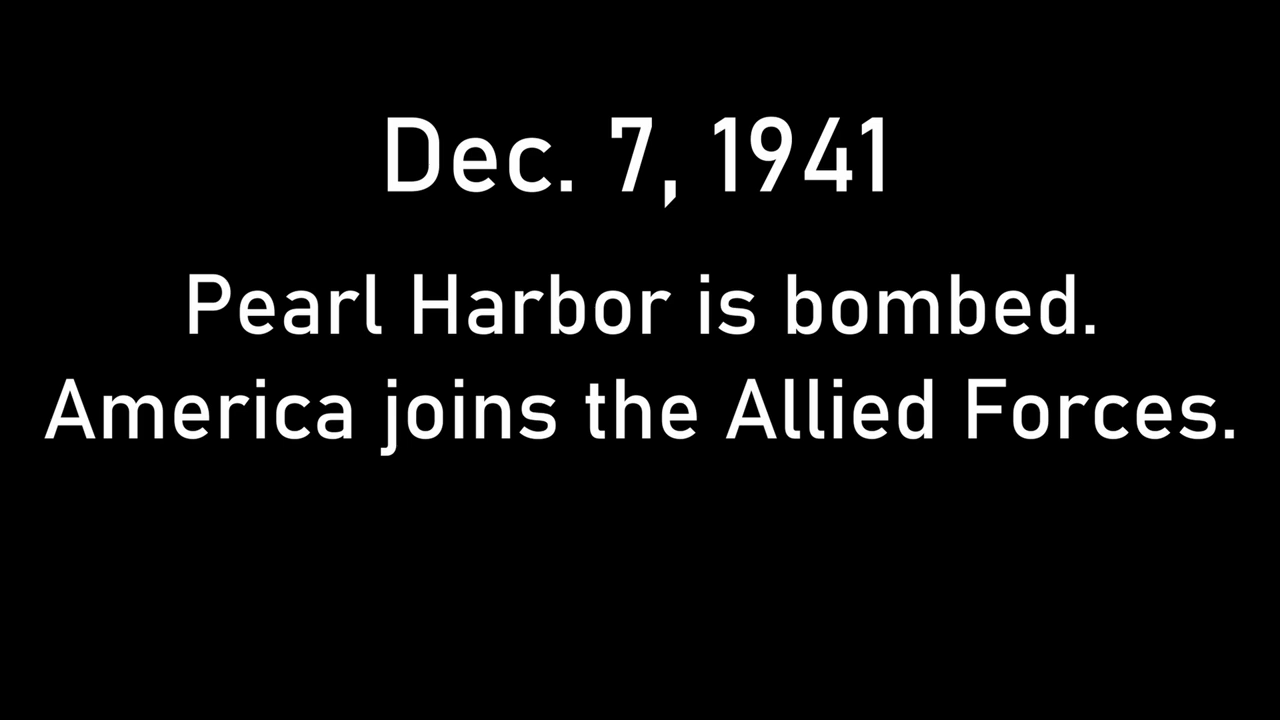 Dec. 7, 1941
Pearl Harbor is bombed.
America joins the Allied Forces.